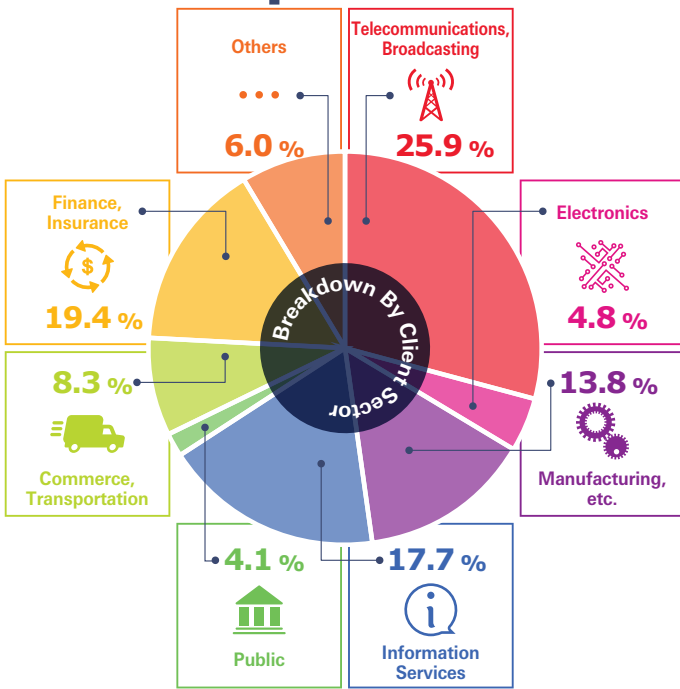 Others
6.0 %
Telecommunications,
Broadcasting
25.9 %
Finance,
Insurance
$
19.4 %
Electronics
4.8 %
Breakdown By Client Sector
8.3 %
Commerce,
Transportation
13.8 %
Manufacturing,
etc.
4.1 %
Public
17.7 %
i
Information
Services